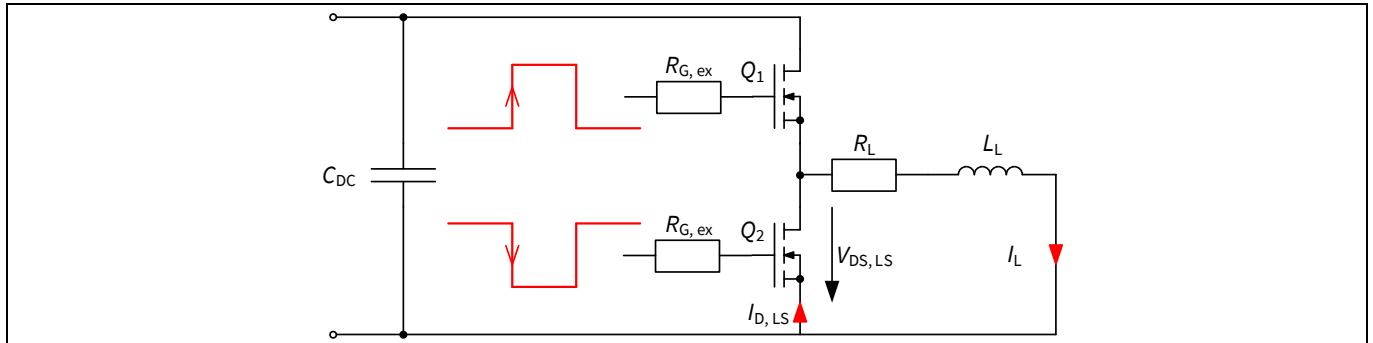 R_G, ex
Q_1
R_L
L_L
C_DC
R_G, ex
Q_2
V_DS, LS
I_L
I_D, LS